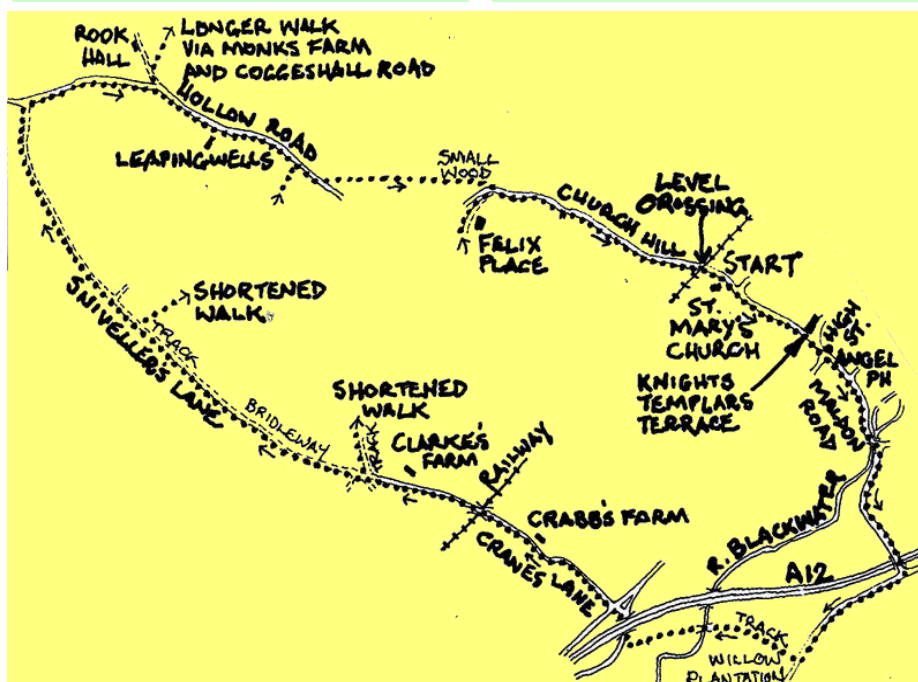 ROOK
HALL
LONGER WALK
VIA MONKS FARM
AND COGGESHALL ROAD
HOLLOW ROAD
LEAPINGWELLS
SMALL
WOOD
CHURCH HILL
LEVEL
CROSSING
FELIX
PLACE
START
ST.
MARY'S
CHURCH
HIGH ST.
ANGEL
PH
KNIGHTS
TEMPLARS
TERRACE
MALDON
ROAD
SHORTENED
WALK
TRACK
SNIVELLER'S LANE
BRIDLEWAY
SHORTENED
WALK
TRACK
CLARKE'S
FARM
RAILWAY
CRABB'S FARM
CRANES LANE
R. BLACKWATER
A12
TRACK
WILLOW
PLANTATION